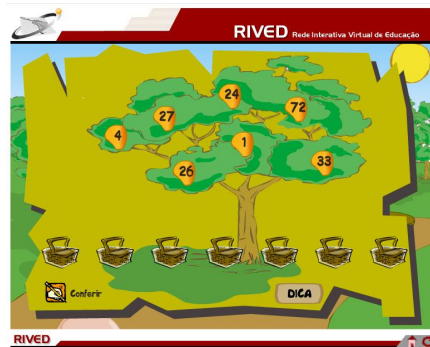 RIVED Rede Interativa Virtual de Educação
24
72
27
4
1
33
26
Conferir
DICA
RIVED